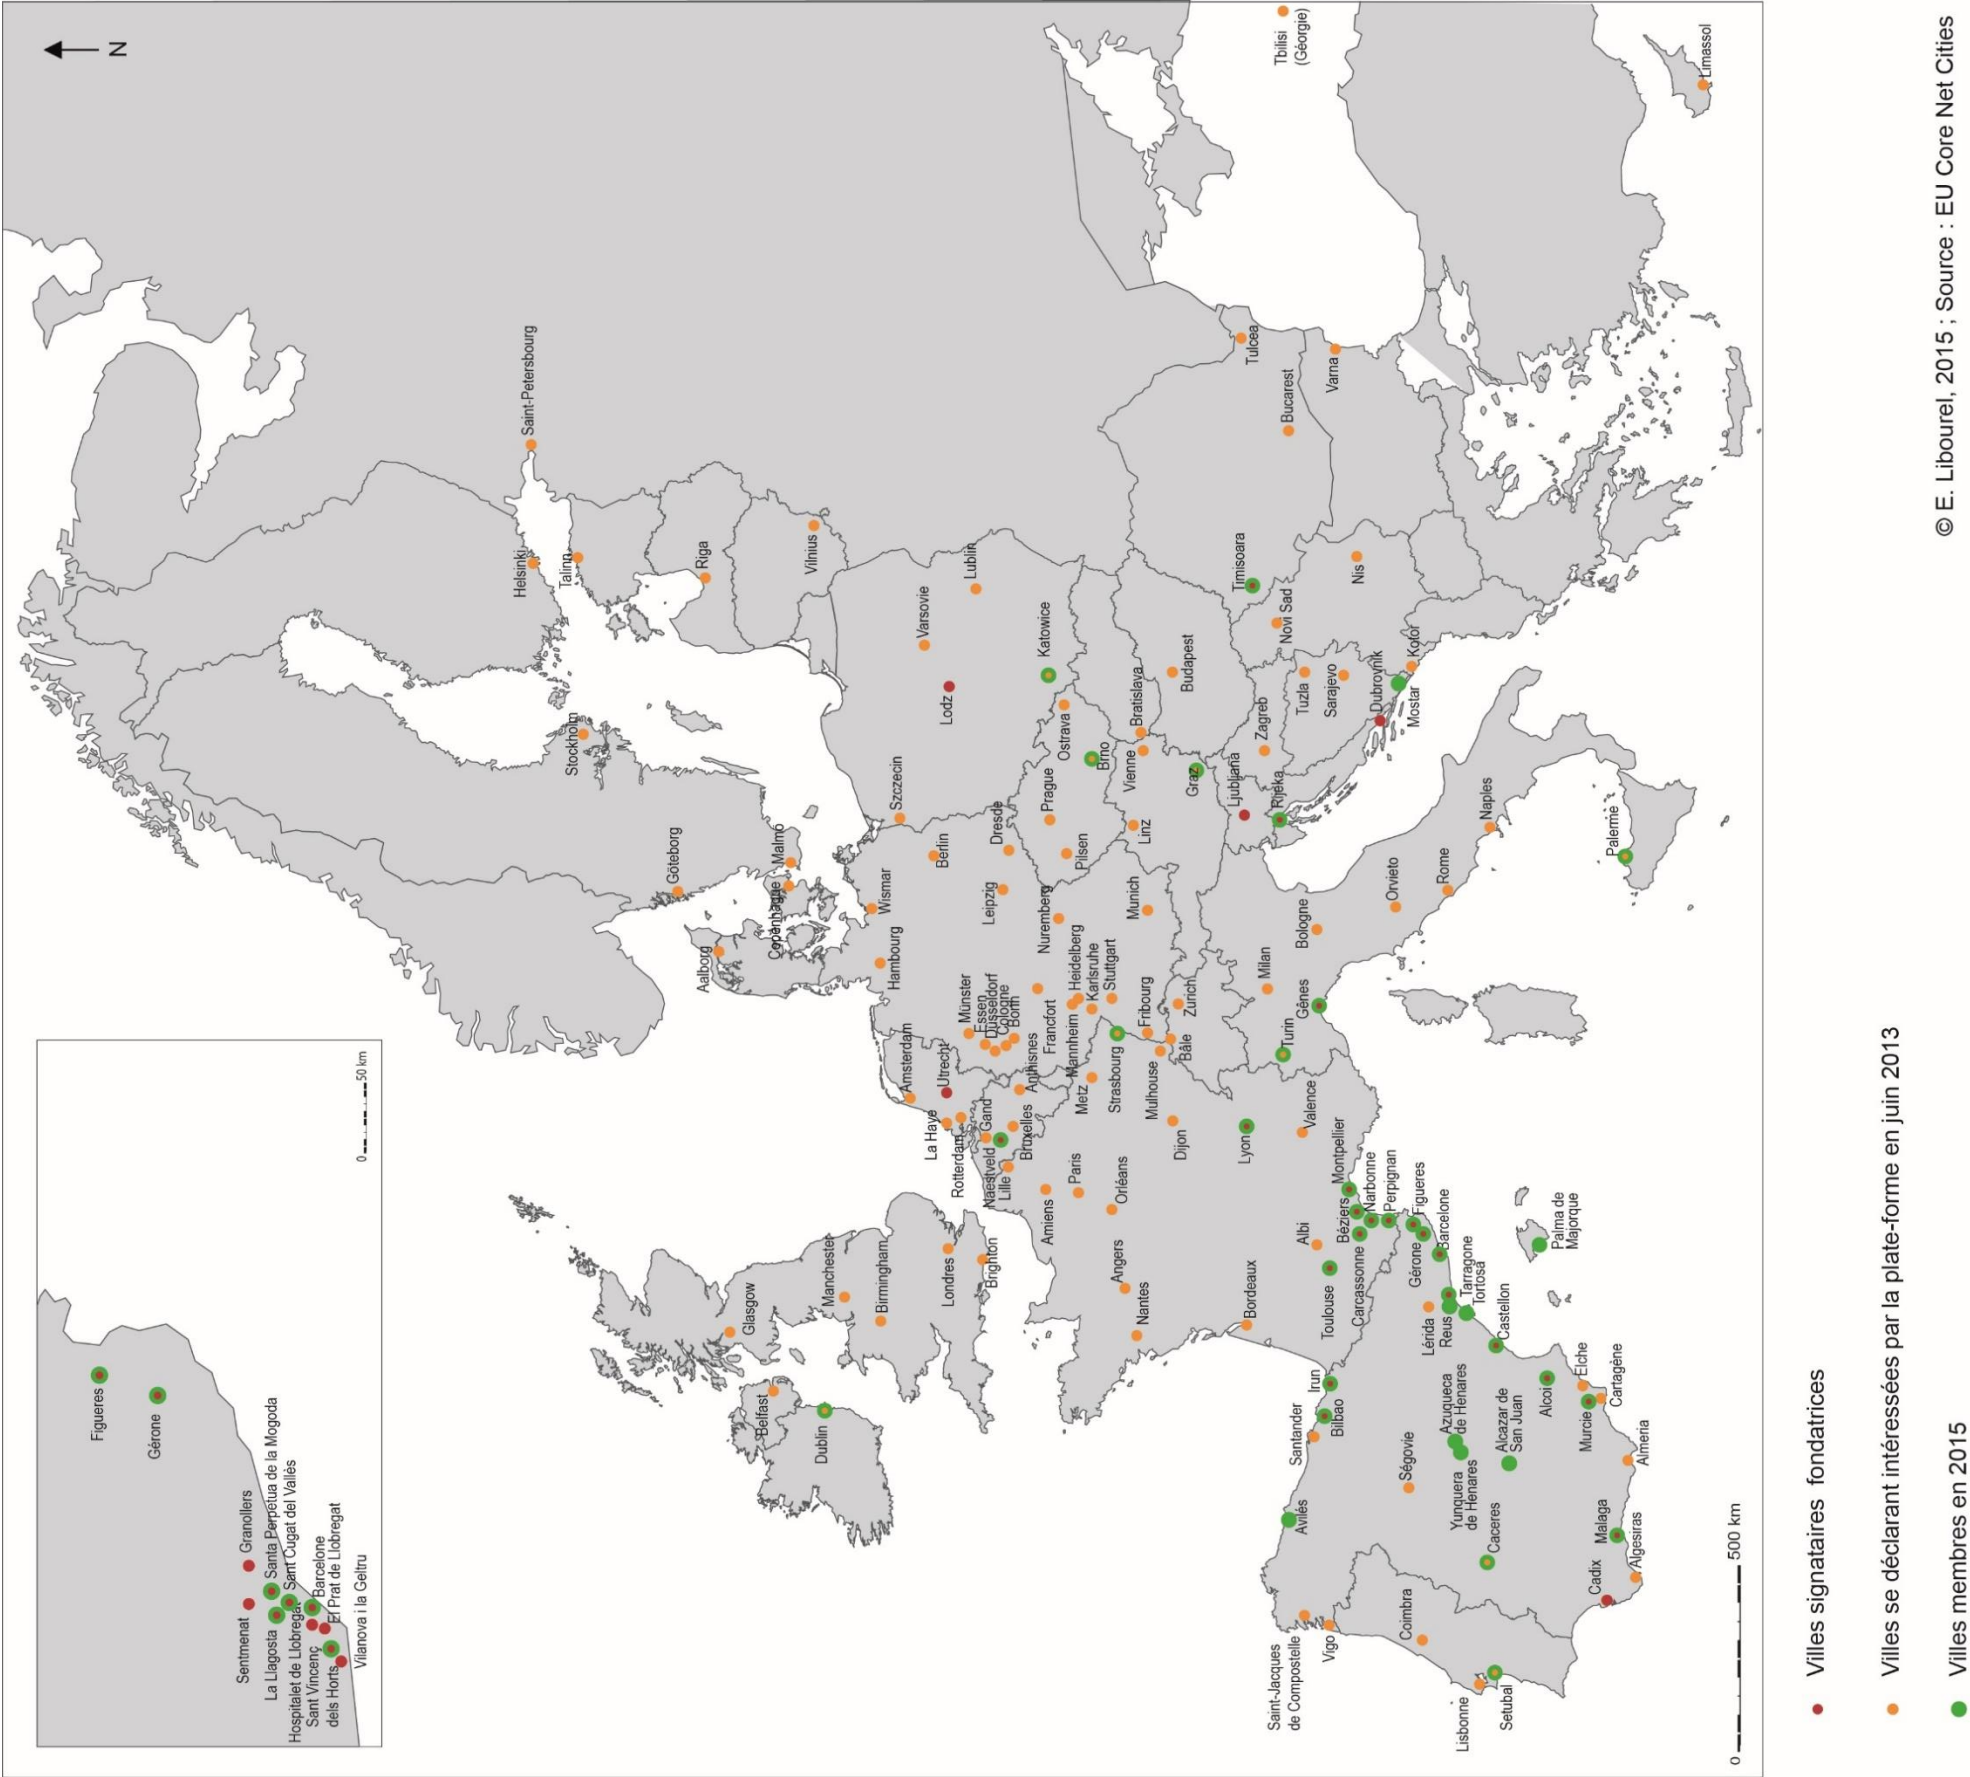 N
Figueres
Gérone
Granollers
Sentmenat
Santa Perpetua de la Mogoda
La Llagosta
Sant Cugat del Vallès
Hospitalet de Llobregat
Barcelone
Sant Vincenç
dels Horts
El Prat de Llobregat
Vilanova i la Geltru
0
50 km
Saint-Petersbourg
Helsinki
Talinn
Stockholm
Riga
Göteborg
Aalborg
Malmö
Copenhague
Vilnius
Glasgow
Belfast
Manchester
Dublin
Birmingham
Londres
Brighton
Wismar
Hambourg
Szczecin
Berlin
Varsovie
Lodz
Lublin
Amsterdam
La Haye
Utrecht
Rotterdam
Münster
Essen
Düsseldorf
Cologne
Bonn
Leipzig
Dresde
Gand
Naestveld
Lille
Bruxelles
Anthisnes
Francfort
Nuremberg
Prague
Pilsen
Katowice
Ostrava
Brno
Amiens
Paris
Metz
Mannheim
Heidelberg
Karlsruhe
Stuttgart
Strasbourg
Orléans
Angers
Nantes
Munich
Linz
Vienne
Bratislava
Budapest
Fribourg
Mulhouse
Bâle
Zurich
Dijon
Graz
Timisoara
Tulcea
Tbilisi
(Géorgie)
Bordeaux
Lyon
Turin
Milan
Ljubljana
Zagreb
Rijeka
Novi Sad
Bucarest
Valence
Gênes
Bologne
Tuzla
Sarajevo
Varna
Nis
Albi
Toulouse
Montpellier
Béziers
Narbonne
Carcassonne
Perpignan
Dubrovnik
Mostar
Kotor
Orvieto
Rome
Naples
Palerme
Avilés
Santander
Bilbao
Irun
Saint-Jacques
de Compostelle
Vigo
Figueres
Gérone
Barcelone
Lérida
Reus
Tarragone
Tortosa
Castellon
Palma de
Majorque
Ségovie
Azuqueca
de Henares
Yunquera
de Henares
Alcazar de
San Juan
Coimbra
Lisbonne
Setubal
Caceres
Alcoi
Elche
Murcie
Cartagène
Almeria
Malaga
Algesiras
Cadix
Limassol
0
500 km
Villes signataires fondatrices
Villes se déclarant intéressées par la plate-forme en juin 2013
Villes membres en 2015
© E. Libourel, 2015 ; Source : EU Core Net Cities